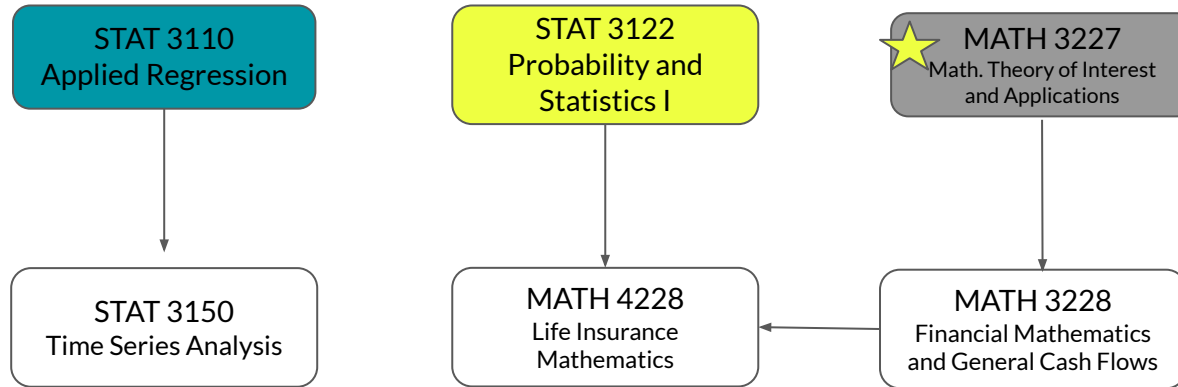 STAT 3110
Applied Regression
STAT 3122
Probability and
Statistics I
MATH 3227
Math. Theory of Interest
and Applications
STAT 3150
Time Series Analysis
MATH 4228
Life Insurance
Mathematics
MATH 3228
Financial Mathematics
and General Cash Flows